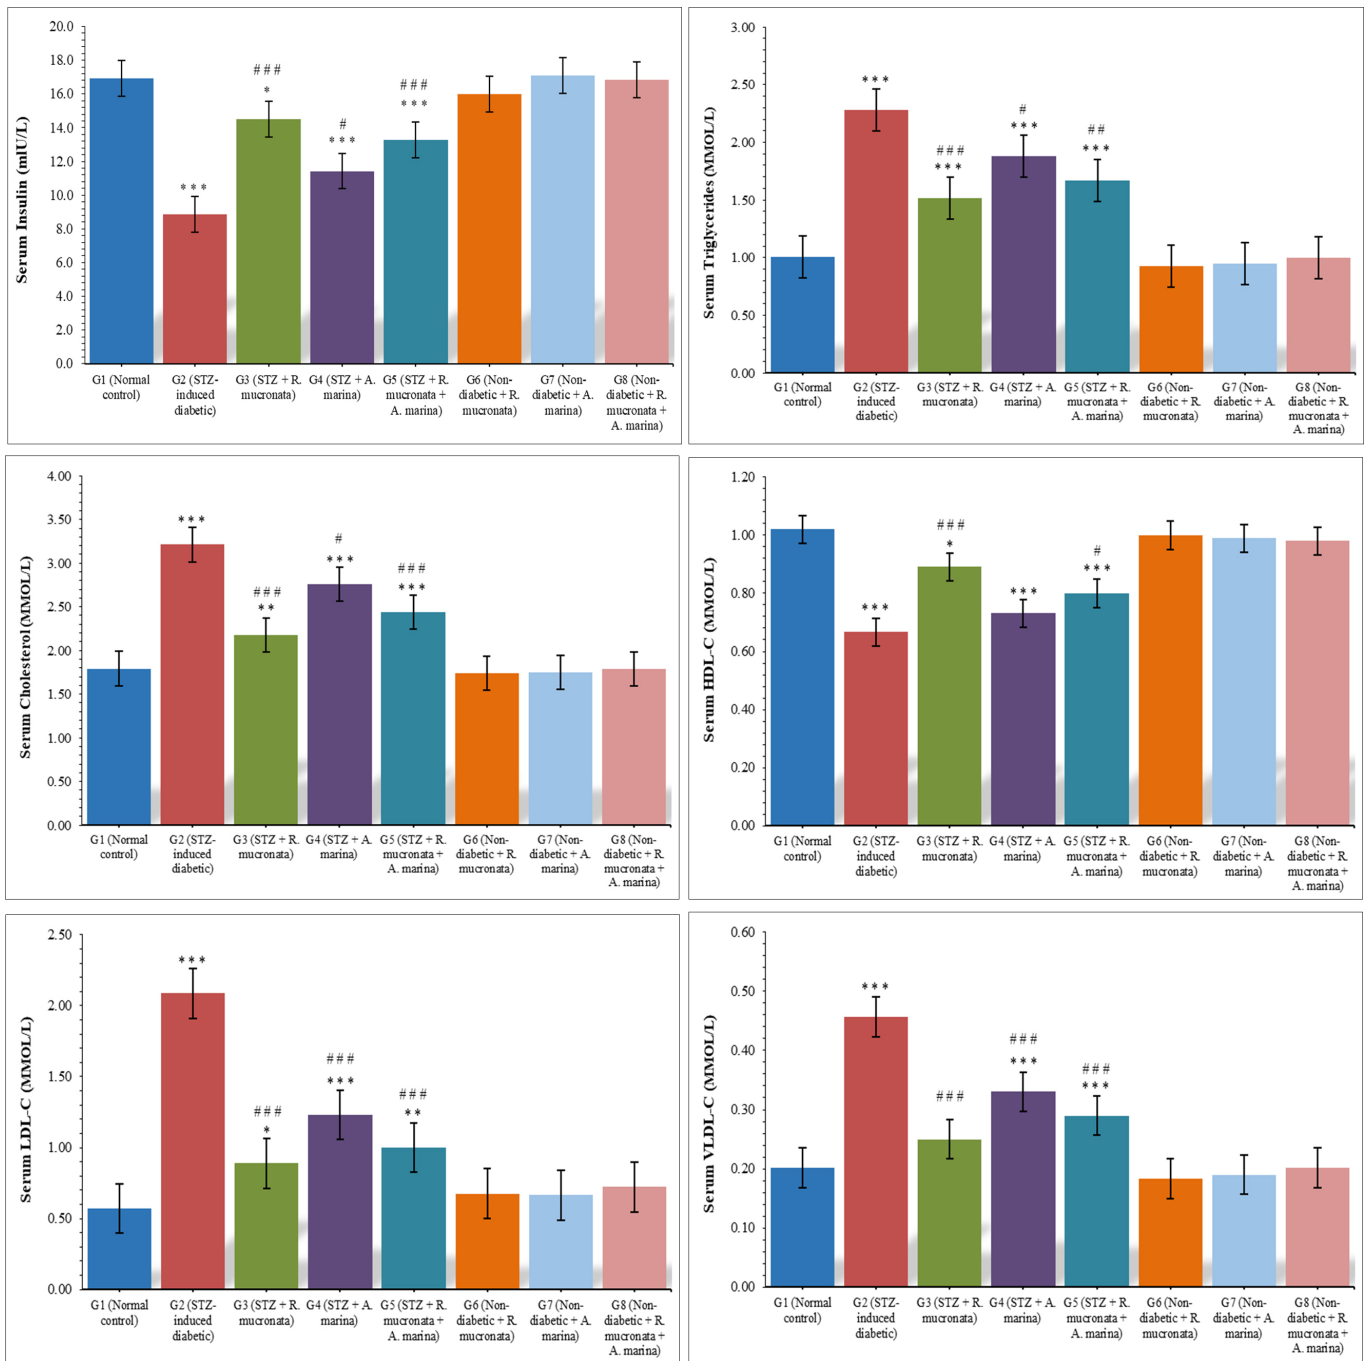 Serum Insulin (mIU/L)
20.0
18.0
16.0
14.0
12.0
10.0
8.0
6.0
4.0
2.0
0.0
* * *
# # #
*
#
* * *
# # #
* * *
G1 (Normal
control)
G2 (STZ-
induced
diabetic)
G3 (STZ + R.
mucronata)
G4 (STZ + A.
marina)
G5 (STZ + R.
mucronata +
A. marina)
G6 (Non-
diabetic + R.
mucronata)
G7 (Non-
diabetic + A.
marina)
G8 (Non-
diabetic + R.
mucronata +
A. marina)
Serum Triglycerides (MMOL/L)
3.00
2.50
2.00
1.50
1.00
0.50
0.00
* * *
# # #
* * *
#
* * *
# #
* * *
G1 (Normal
control)
G2 (STZ-
induced
diabetic)
G3 (STZ + R.
mucronata)
G4 (STZ + A.
marina)
G5 (STZ + R.
mucronata +
A. marina)
G6 (Non-
diabetic + R.
mucronata)
G7 (Non-
diabetic + A.
marina)
G8 (Non-
diabetic + R.
mucronata +
A. marina)
Serum Cholesterol (MMOL/L)
4.00
3.50
3.00
2.50
2.00
1.50
1.00
0.50
0.00
* * *
# # #
* *
#
* * *
# # #
* * *
G1 (Normal
control)
G2 (STZ-
induced
diabetic)
G3 (STZ + R.
mucronata)
G4 (STZ + A.
marina)
G5 (STZ + R.
mucronata +
A. marina)
G6 (Non-
diabetic + R.
mucronata)
G7 (Non-
diabetic + A.
marina)
G8 (Non-
diabetic + R.
mucronata +
A. marina)
Serum HDL-C (MMOL/L)
1.20
1.00
0.80
0.60
0.40
0.20
0.00
* * *
# # #
*
* * *
#
* * *
G1 (Normal
control)
G2 (STZ-
induced
diabetic)
G3 (STZ + R.
mucronata)
G4 (STZ + A.
marina)
G5 (STZ + R.
mucronata +
A. marina)
G6 (Non-
diabetic + R.
mucronata)
G7 (Non-
diabetic + A.
marina)
G8 (Non-
diabetic + R.
mucronata +
A. marina)
Serum LDL-C (MMOL/L)
2.50
2.00
1.50
1.00
0.50
0.00
* * *
# # #
*
# # #
* * *
# # #
* *
G1 (Normal
control)
G2 (STZ-
induced
diabetic)
G3 (STZ + R.
mucronata)
G4 (STZ + A.
marina)
G5 (STZ + R.
mucronata +
A. marina)
G6 (Non-
diabetic + R.
mucronata)
G7 (Non-
diabetic + A.
marina)
G8 (Non-
diabetic + R.
mucronata +
A. marina)
Serum VLDL-C (MMOL/L)
0.60
0.50
0.40
0.30
0.20
0.10
0.00
* * *
# # #
# # #
* * *
# # #
* * *
G1 (Normal
control)
G2 (STZ-
induced
diabetic)
G3 (STZ + R.
mucronata)
G4 (STZ + A.
marina)
G5 (STZ + R.
mucronata +
A. marina)
G6 (Non-
diabetic + R.
mucronata)
G7 (Non-
diabetic + A.
marina)
G8 (Non-
diabetic + R.
mucronata +
A. marina)